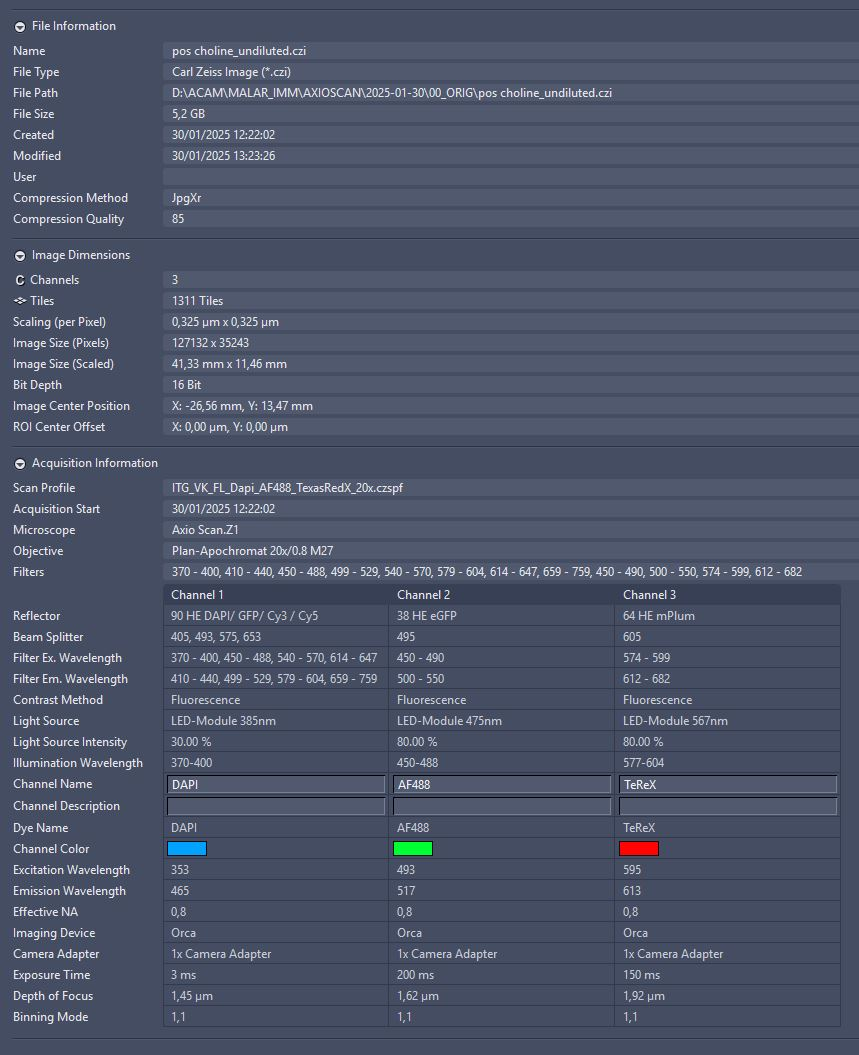 File Information
Name pos choline_undiluted.czi
File Type Carl Zeiss Image (*.czi)
File Path D:\ACAM\MALAR_IMM\AXIOSCAN\2025-01-30\00_ORIG\pos choline_undiluted.czi
File Size 5,2 GB
Created 30/01/2025 12:22:02
Modified 30/01/2025 13:23:26
User
Compression Method JpgXr
Compression Quality 85
Image Dimensions
C Channels 3
Tiles 1311 Tiles
Scaling (per Pixel) 0,325 µm x 0,325 µm
Image Size (Pixels) 127132 x 35243
Image Size (Scaled) 41,33 mm x 11,46 mm
Bit Depth 16 Bit
Image Center Position X: -26,56 mm, Y: 13,47 mm
ROI Center Offset X: 0,00 µm, Y: 0,00 µm
Acquisition Information
Scan Profile ITG_VK_FL_Dapi_AF488_TexasRedX_20x.czspf
Acquisition Start 30/01/2025 12:22:02
Microscope Axio Scan.Z1
Objective Plan-Apochromat 20x/0.8 M27
Filters 370 - 400, 410 - 440, 450 - 488, 499 - 529, 540 - 570, 579 - 604, 614 - 647, 659 - 759, 450 - 490, 500 - 550, 574 - 599, 612 - 682
Channel 1 Channel 2 Channel 3
Reflector 90 HE DAPI/ GFP/ Cy3 / Cy5 38 HE eGFP 64 HE mPlum
Beam Splitter 405, 493, 575, 653 495 605
Filter Ex. Wavelength 370 - 400, 450 - 488, 540 - 570, 614 - 647 450 - 490 574 - 599
Filter Em. Wavelength 410 - 440, 499 - 529, 579 - 604, 659 - 759 500 - 550 612 - 682
Contrast Method Fluorescence Fluorescence Fluorescence
Light Source LED-Module 385nm LED-Module 475nm LED-Module 567nm
Light Source Intensity 30.00 % 80.00 % 80.00 %
Illumination Wavelength 370-400 450-488 577-604
Channel Name DAPI AF488 TeReX
Channel Description
Dye Name DAPI AF488 TeReX
Channel Color
Excitation Wavelength 353 493 595
Emission Wavelength 465 517 613
Effective NA 0,8 0,8 0,8
Imaging Device Orca Orca Orca
Camera Adapter 1x Camera Adapter 1x Camera Adapter 1x Camera Adapter
Exposure Time 3 ms 200 ms 150 ms
Depth of Focus 1,45 µm 1,62 µm 1,92 µm
Binning Mode 1,1 1,1 1,1